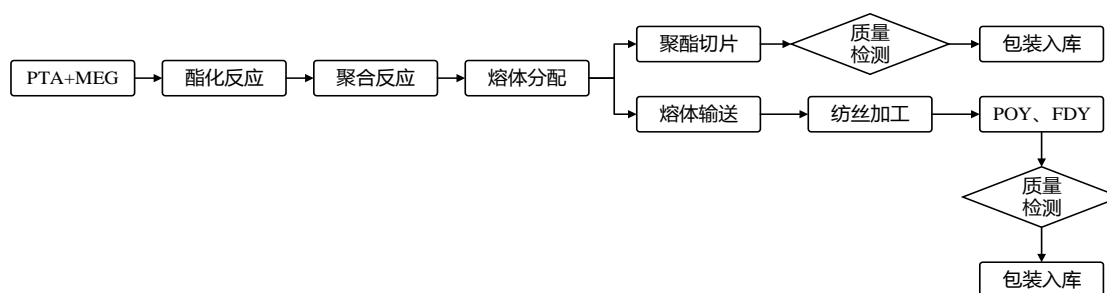 PTA+MEG
酯化反应
聚合反应
熔体分配
聚酯切片
质量
检测
包装入库
熔体输送
纺丝加工
POY、FDY
质量
检测
包装入库